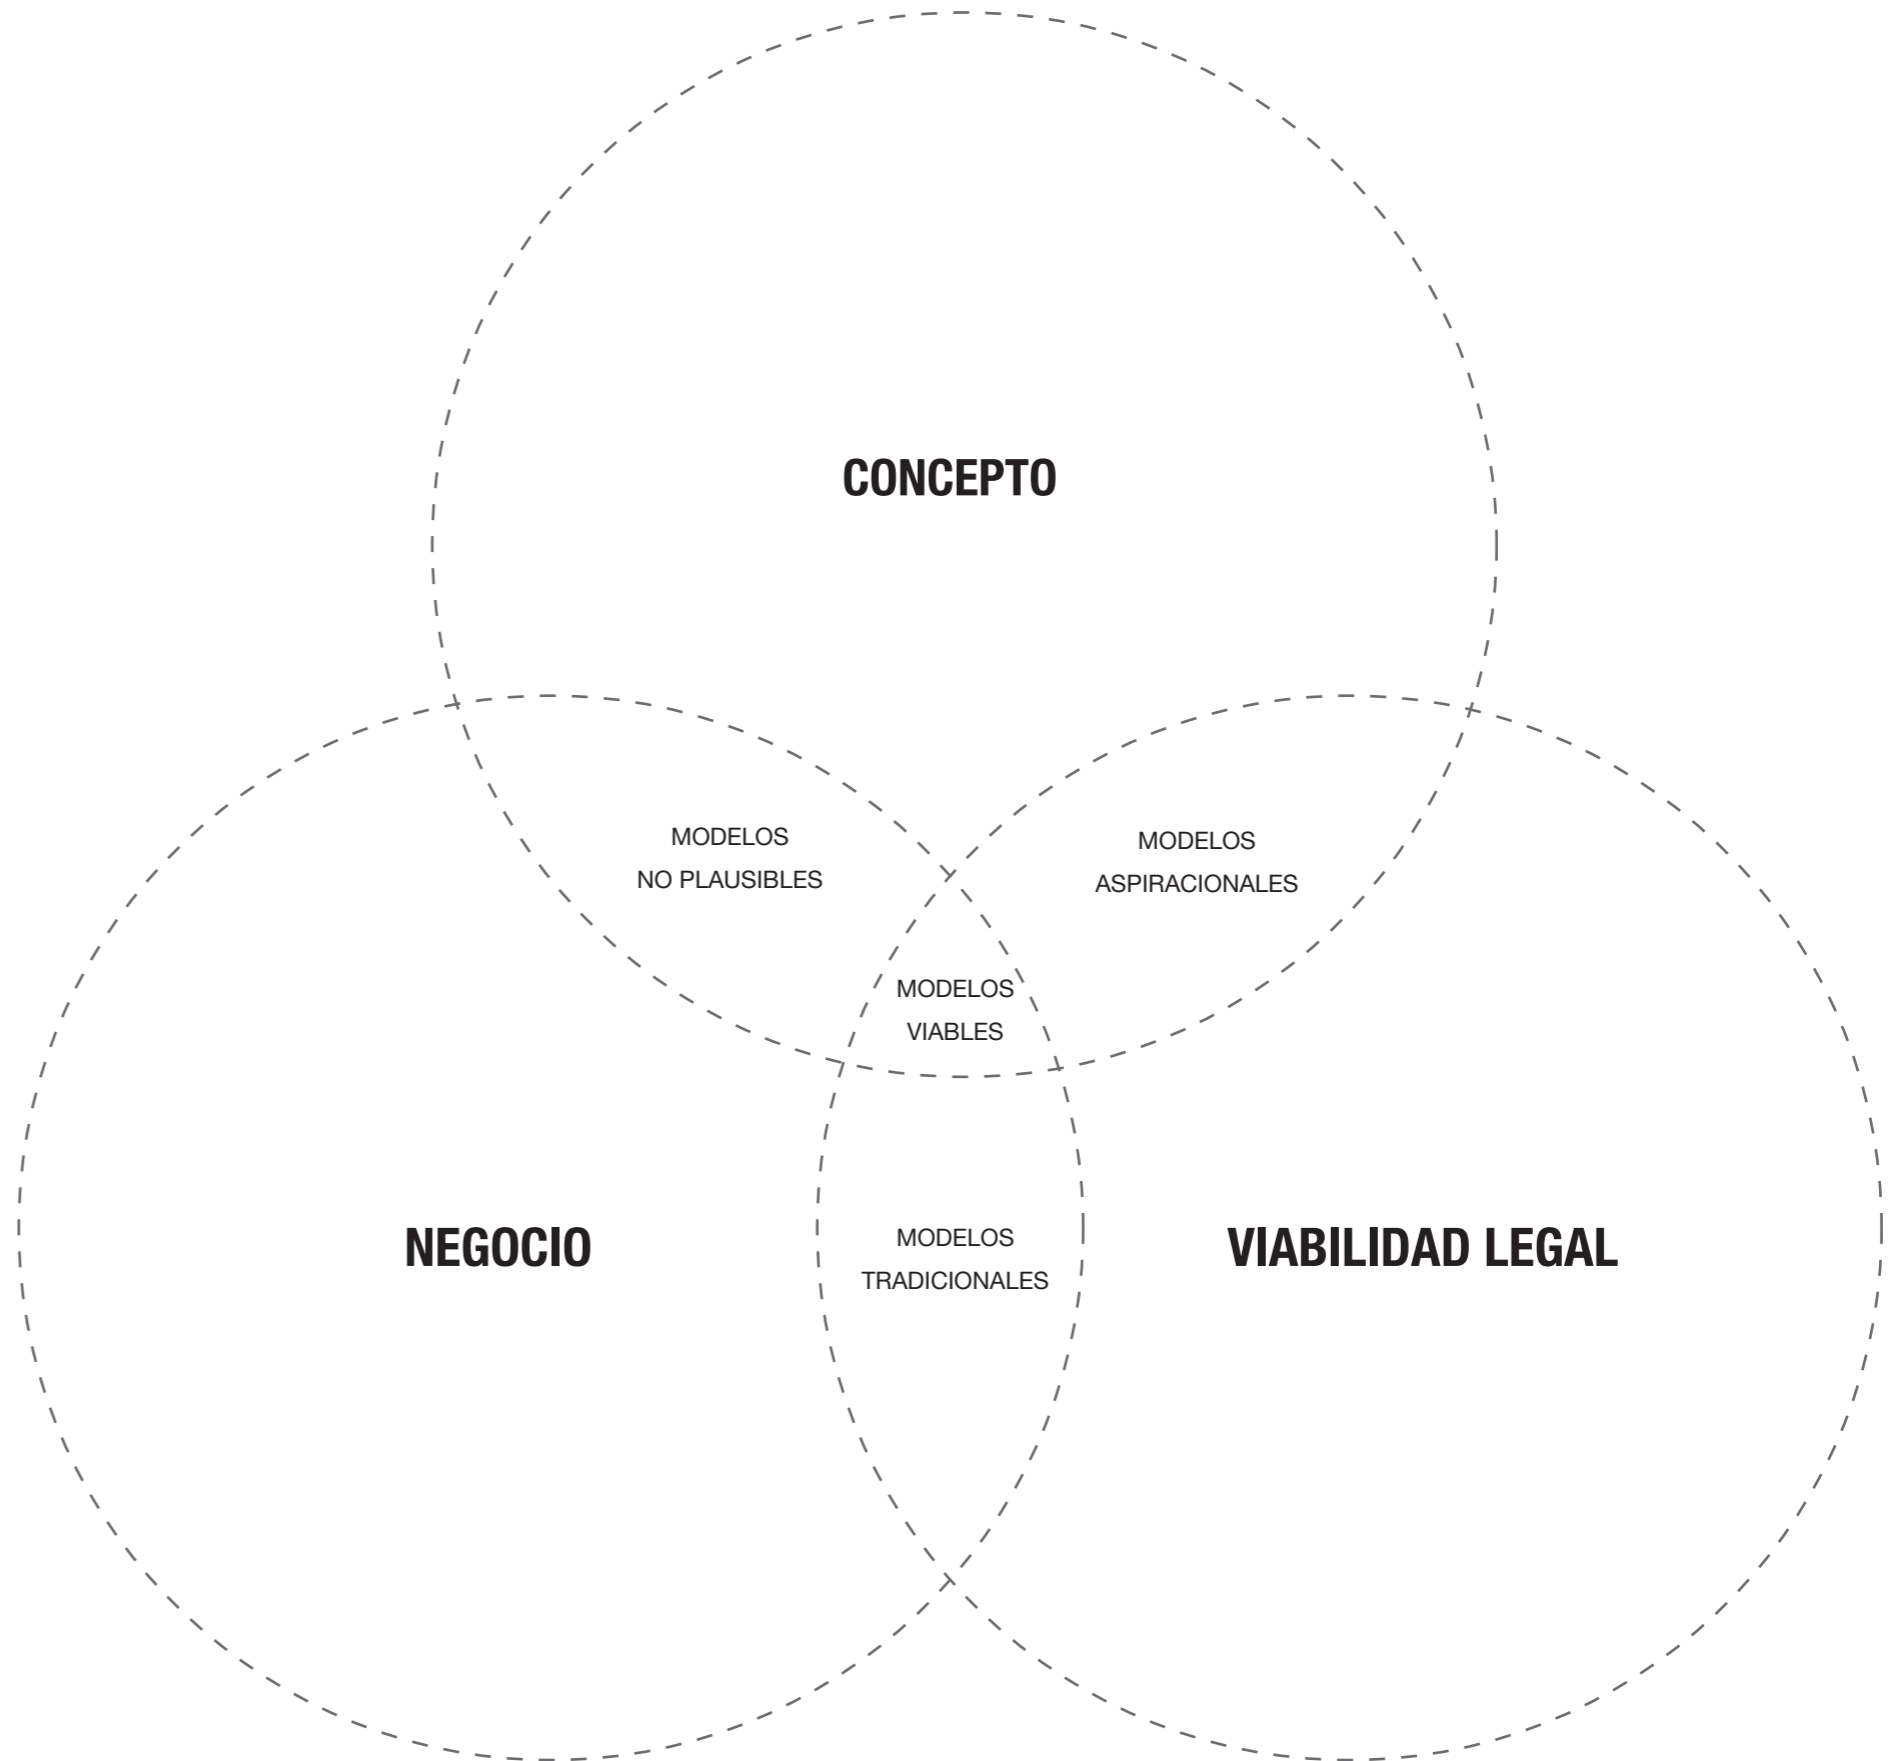 CONCEPTO
MODELOS
NO PLAUSIBLES
MODELOS
ASPIRACIONALES
MODELOS
VIABLES
NEGOCIO
MODELOS
TRADICIONALES
VIABILIDAD LEGAL